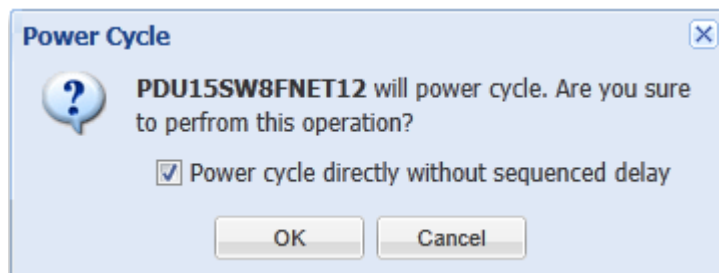 Power Cycle
PDU15SW8FNET12 will power cycle. Are you sure
to perfrom this operation?
Power cycle directly without sequenced delay
OK Cancel